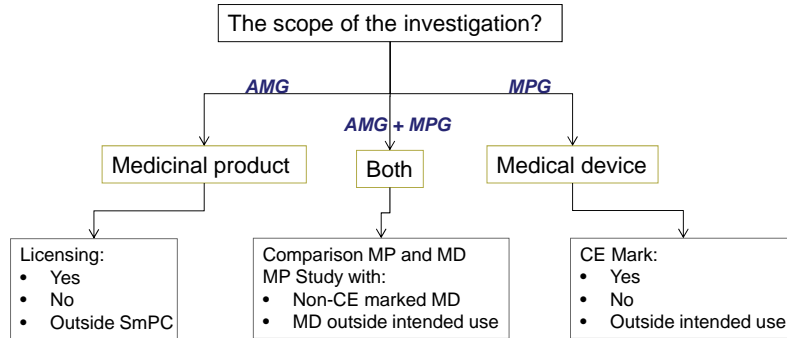 The scope of the investigation?
AMG
MPG
AMG + MPG
Medicinal product
Both
Medical device
Licensing:
• Yes
• No
• Outside SmPC
Comparison MP and MD
MP Study with:
• Non-CE marked MD
• MD outside intended use
CE Mark:
• Yes
• No
• Outside intended use